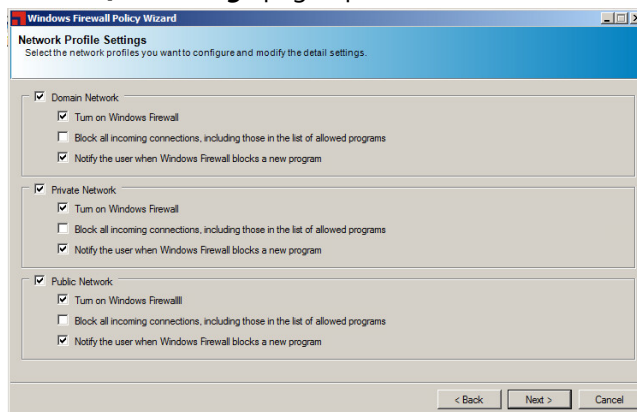 Windows Firewall Policy Wizard
Network Profile Settings
Select the network profiles you want to configure and modify the detail settings.
Domain Network
Turn on Windows Firewall
Block all incoming connections, including those in the list of allowed programs
Notify the user when Windows Firewall blocks a new program
Private Network
Turn on Windows Firewall
Block all incoming connections, including those in the list of allowed programs
Notify the user when Windows Firewall blocks a new program
Public Network
Turn on Windows Firewallll
Block all incoming connections, including those in the list of allowed programs
Notify the user when Windows Firewall blocks a new program
< Back Next > Cancel